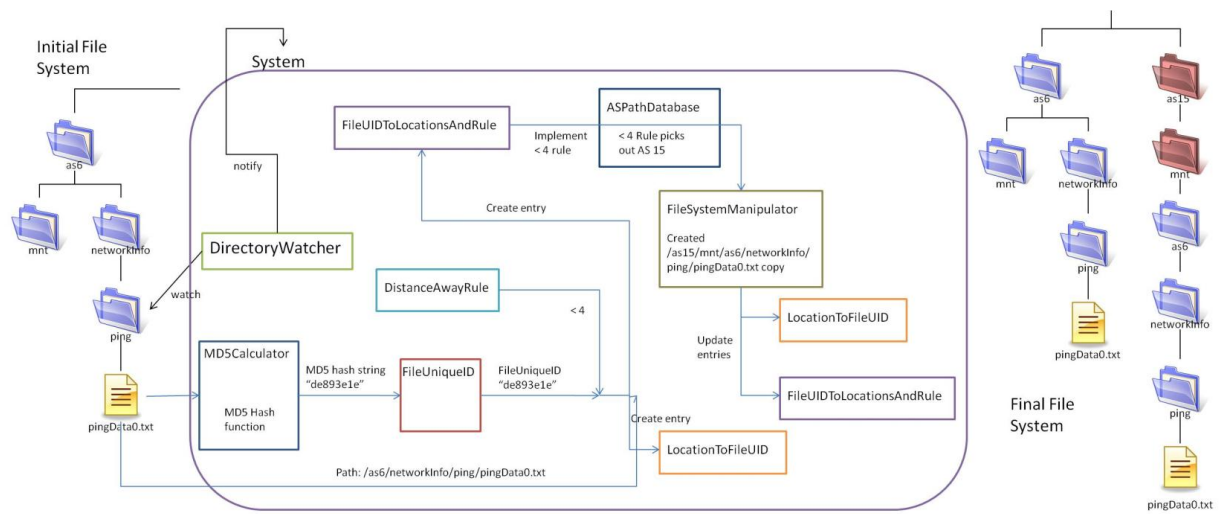 Initial File
System
as6
mnt
networkInfo
ping
pingData0.txt
System
notify
DirectoryWatcher
watch
FileUIDToLocationsAndRule
Implement
< 4 rule
ASPathDatabase
< 4 Rule picks
out AS 15
Create entry
FileSystemManipulator
Created
/as15/mnt/as6/networkInfo/
ping/pingData0.txt copy
DistanceAwayRule
< 4
LocationToFileUID
Update
entries
FileUIDToLocationsAndRule
MD5Calculator
MD5 Hash
function
MD5 hash string
“de893e1e”
FileUniqueID
FileUniqueID
“de893e1e”
Create entry
LocationToFileUID
Path: /as6/networkInfo/ping/pingData0.txt
as6
mnt
networkInfo
ping
pingData0.txt
Final File
System
as15
mnt
as6
networkInfo
ping
pingData0.txt